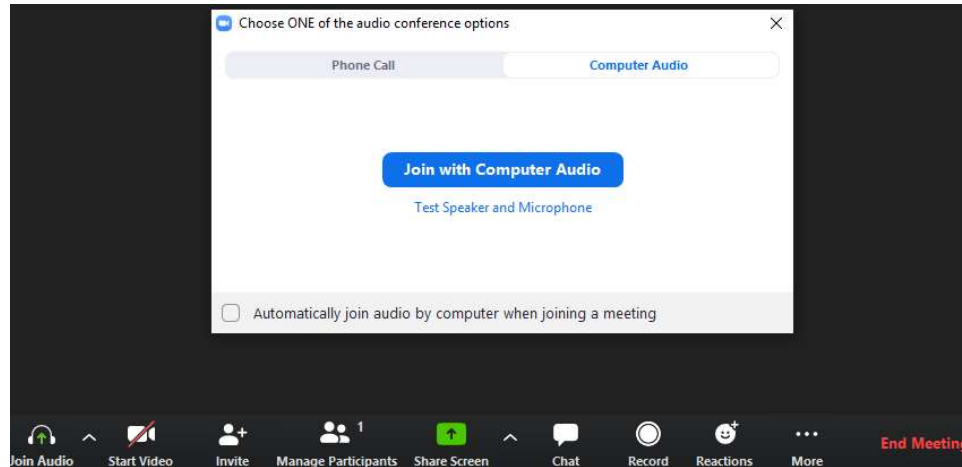 Choose ONE of the audio conference options
Phone Call
Computer Audio
Join with Computer Audio
Test Speaker and Microphone
Automatically join audio by computer when joining a meeting
1
Join Audio
Start Video
Invite
Manage Participants
Share Screen
Chat
Record
Reactions
More
End Meeting